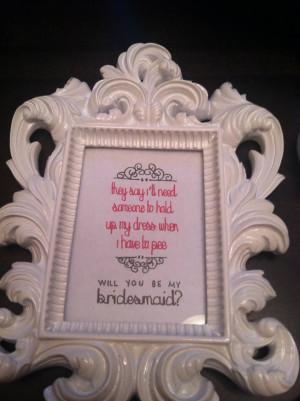 they say i'll need
someone to hold
up my dress when
i have to pee
WILL YOU BE MY
bridesmaid?